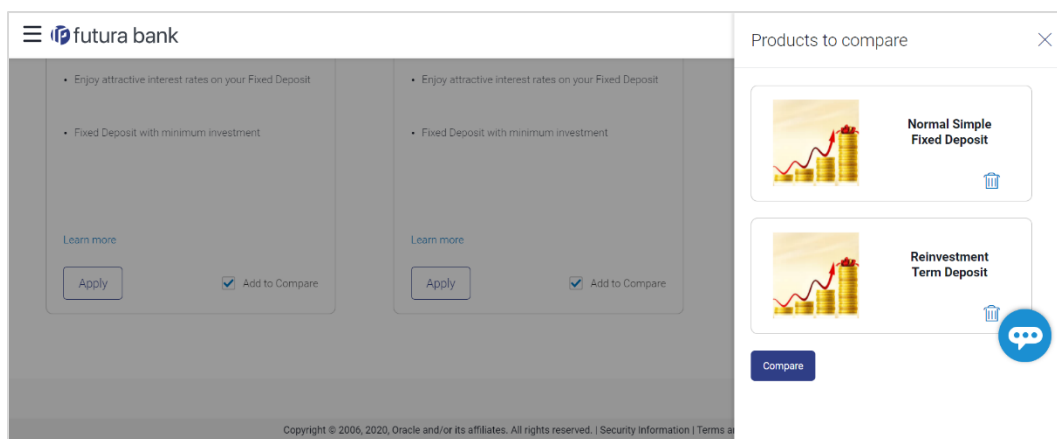 futura bank
Products to compare
• Enjoy attractive interest rates on your Fixed Deposit
• Enjoy attractive interest rates on your Fixed Deposit
• Fixed Deposit with minimum investment
• Fixed Deposit with minimum investment
Learn more
Learn more
Apply
Add to Compare
Apply
Add to Compare
Normal Simple
Fixed Deposit
Reinvestment
Term Deposit
Compare
Copyright © 2006, 2020, Oracle and/or its affiliates. All rights reserved. | Security Information | Terms